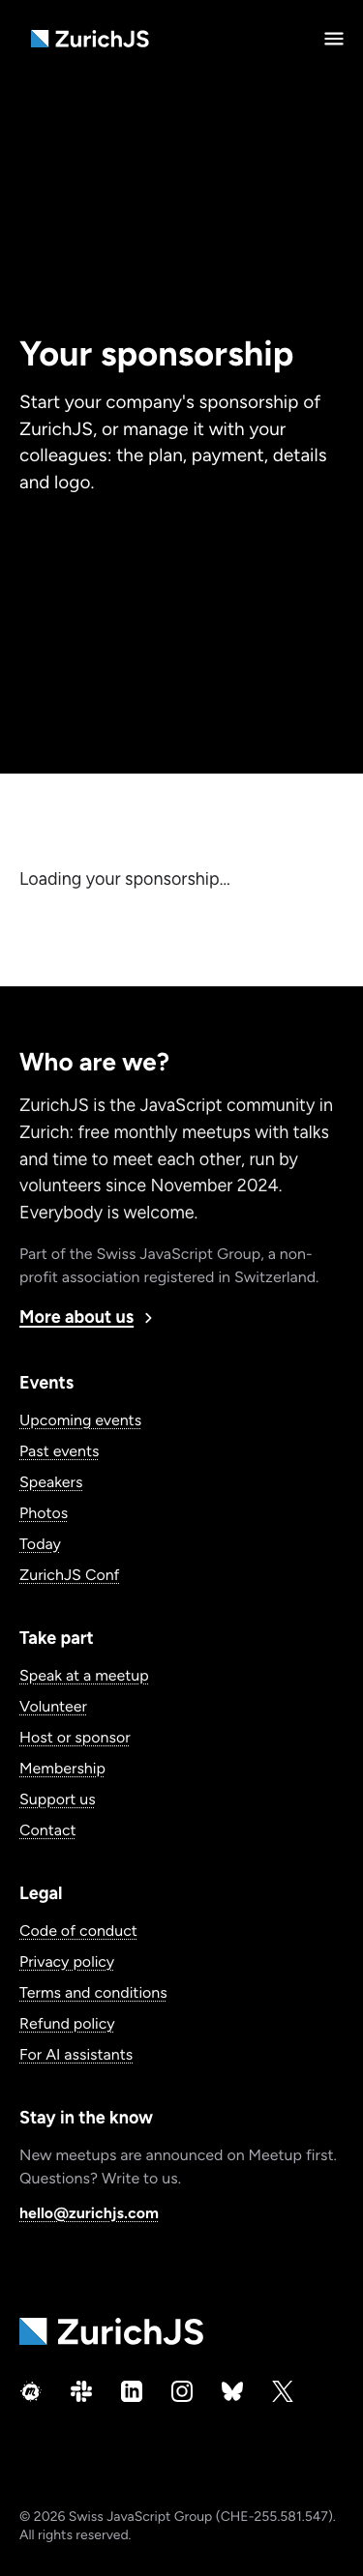 ZurichJS
Your sponsorship
Start your company's sponsorship of
ZurichJS, or manage it with your
colleagues: the plan, payment, details
and logo.
Loading your sponsorship...
Who are we?
ZurichJS is the JavaScript community in
Zurich: free monthly meetups with talks
and time to meet each other, run by
volunteers since November 2024.
Everybody is welcome.
Part of the Swiss JavaScript Group, a non-
profit association registered in Switzerland.
More about us
Events
Upcoming events
Past events
Speakers
Photos
Today
ZurichJS Conf
Take part
Speak at a meetup
Volunteer
Host or sponsor
Membership
Support us
Contact
Legal
Code of conduct
Privacy policy
Terms and conditions
Refund policy
For AI assistants
Stay in the know
New meetups are announced on Meetup first.
Questions? Write to us.
hello@zurichjs.com
ZurichJS
© 2026 Swiss JavaScript Group (CHE-255.581.547).
All rights reserved.